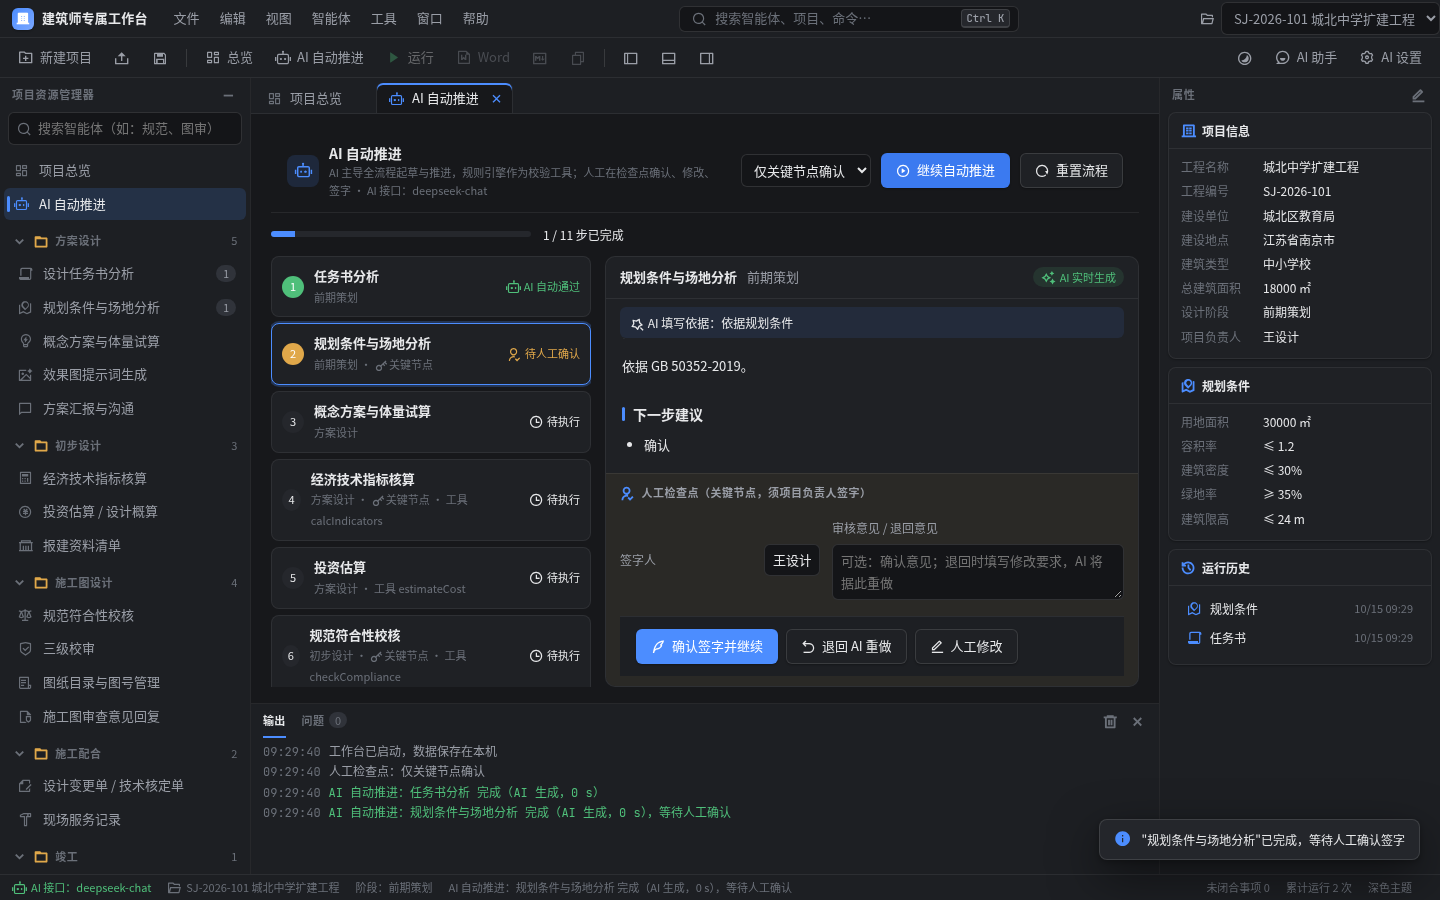 建筑师专属工作台 文件 编辑 视图 智能体 工具 窗口 帮助 搜索智能体、项目、命令… Ctrl K SJ-2026-101 城北中学扩建工程
新建项目 总览 AI 自动推进 运行 Word AI 助手 AI 设置
项目资源管理器
搜索智能体（如：规范、图审）
项目总览
AI 自动推进
方案设计 5
设计任务书分析 1
规划条件与场地分析 1
概念方案与体量试算
效果图提示词生成
方案汇报与沟通
初步设计 3
经济技术指标核算
投资估算 / 设计概算
报建资料清单
施工图设计 4
规范符合性校核
三级校审
图纸目录与图号管理
施工图审查意见回复
施工配合 2
设计变更单 / 技术核定单
现场服务记录
竣工 1
项目总览 AI 自动推进
AI 自动推进
AI 主导全流程起草与推进，规则引擎作为校验工具；人工在检查点确认、修改、
签字 · AI 接口：deepseek-chat
仅关键节点确认 继续自动推进 重置流程
1 / 11 步已完成
1 任务书分析
前期策划
AI 自动通过
2 规划条件与场地分析
前期策划 · 关键节点
待人工确认
3 概念方案与体量试算
方案设计
待执行
4 经济技术指标核算
方案设计 · 关键节点 · 工具
calcIndicators
待执行
5 投资估算
方案设计 · 工具 estimateCost
待执行
6 规范符合性校核
初步设计 · 关键节点 · 工具
checkCompliance
待执行
规划条件与场地分析 前期策划 AI 实时生成
AI 填写依据：依据规划条件
依据 GB 50352-2019。
下一步建议
• 确认
人工检查点（关键节点，须项目负责人签字）
签字人 王设计
审核意见 / 退回意见
可选：确认意见；退回时填写修改要求，AI 将
据此重做
确认签字并继续 退回 AI 重做 人工修改
输出 问题 0
09:29:40 工作台已启动，数据保存在本机
09:29:40 人工检查点：仅关键节点确认
09:29:40 AI 自动推进：任务书分析 完成（AI 生成，0 s）
09:29:40 AI 自动推进：规划条件与场地分析 完成（AI 生成，0 s），等待人工确认
属性
项目信息
工程名称 城北中学扩建工程
工程编号 SJ-2026-101
建设单位 城北区教育局
建设地点 江苏省南京市
建筑类型 中小学校
总建筑面积 18000 ㎡
设计阶段 前期策划
项目负责人 王设计
规划条件
用地面积 30000 ㎡
容积率 ≤ 1.2
建筑密度 ≤ 30%
绿地率 ≥ 35%
建筑限高 ≤ 24 m
运行历史
规划条件 10/15 09:29
任务书 10/15 09:29
"规划条件与场地分析"已完成，等待人工确认签字
AI 接口：deepseek-chat SJ-2026-101 城北中学扩建工程 阶段：前期策划 AI 自动推进：规划条件与场地分析 完成（AI 生成，0 s），等待人工确认 未闭合事项 0 累计运行 2 次 深色主题